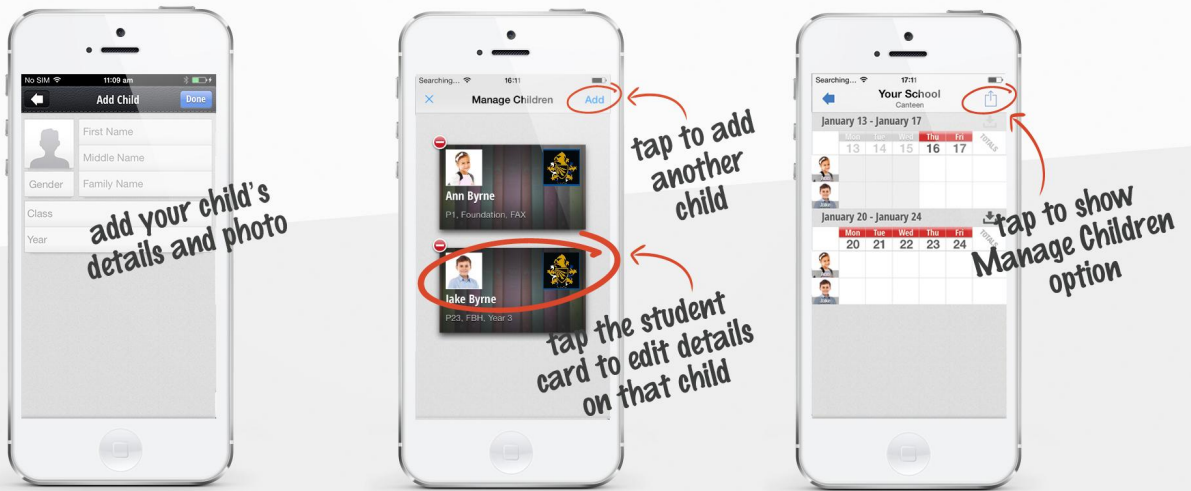 No SIM 11:09 am
Add Child Done
First Name
Middle Name
Gender Family Name
Class
Year
add your child's
details and photo
Searching... 16:11
Manage Children Add
Ann Byrne
P1, Foundation, FAX
Jake Byrne
P23, FBH, Year 3
tap to add
another
child
tap the student
card to edit details
on that child
Searching... 17:11
Your School
Canteen
January 13 - January 17
Mon Tue Wed Thu Fri TOTALS
13 14 15 16 17
January 20 - January 24
Mon Tue Wed Thu Fri TOTALS
20 21 22 23 24
tap to show
Manage Children
option